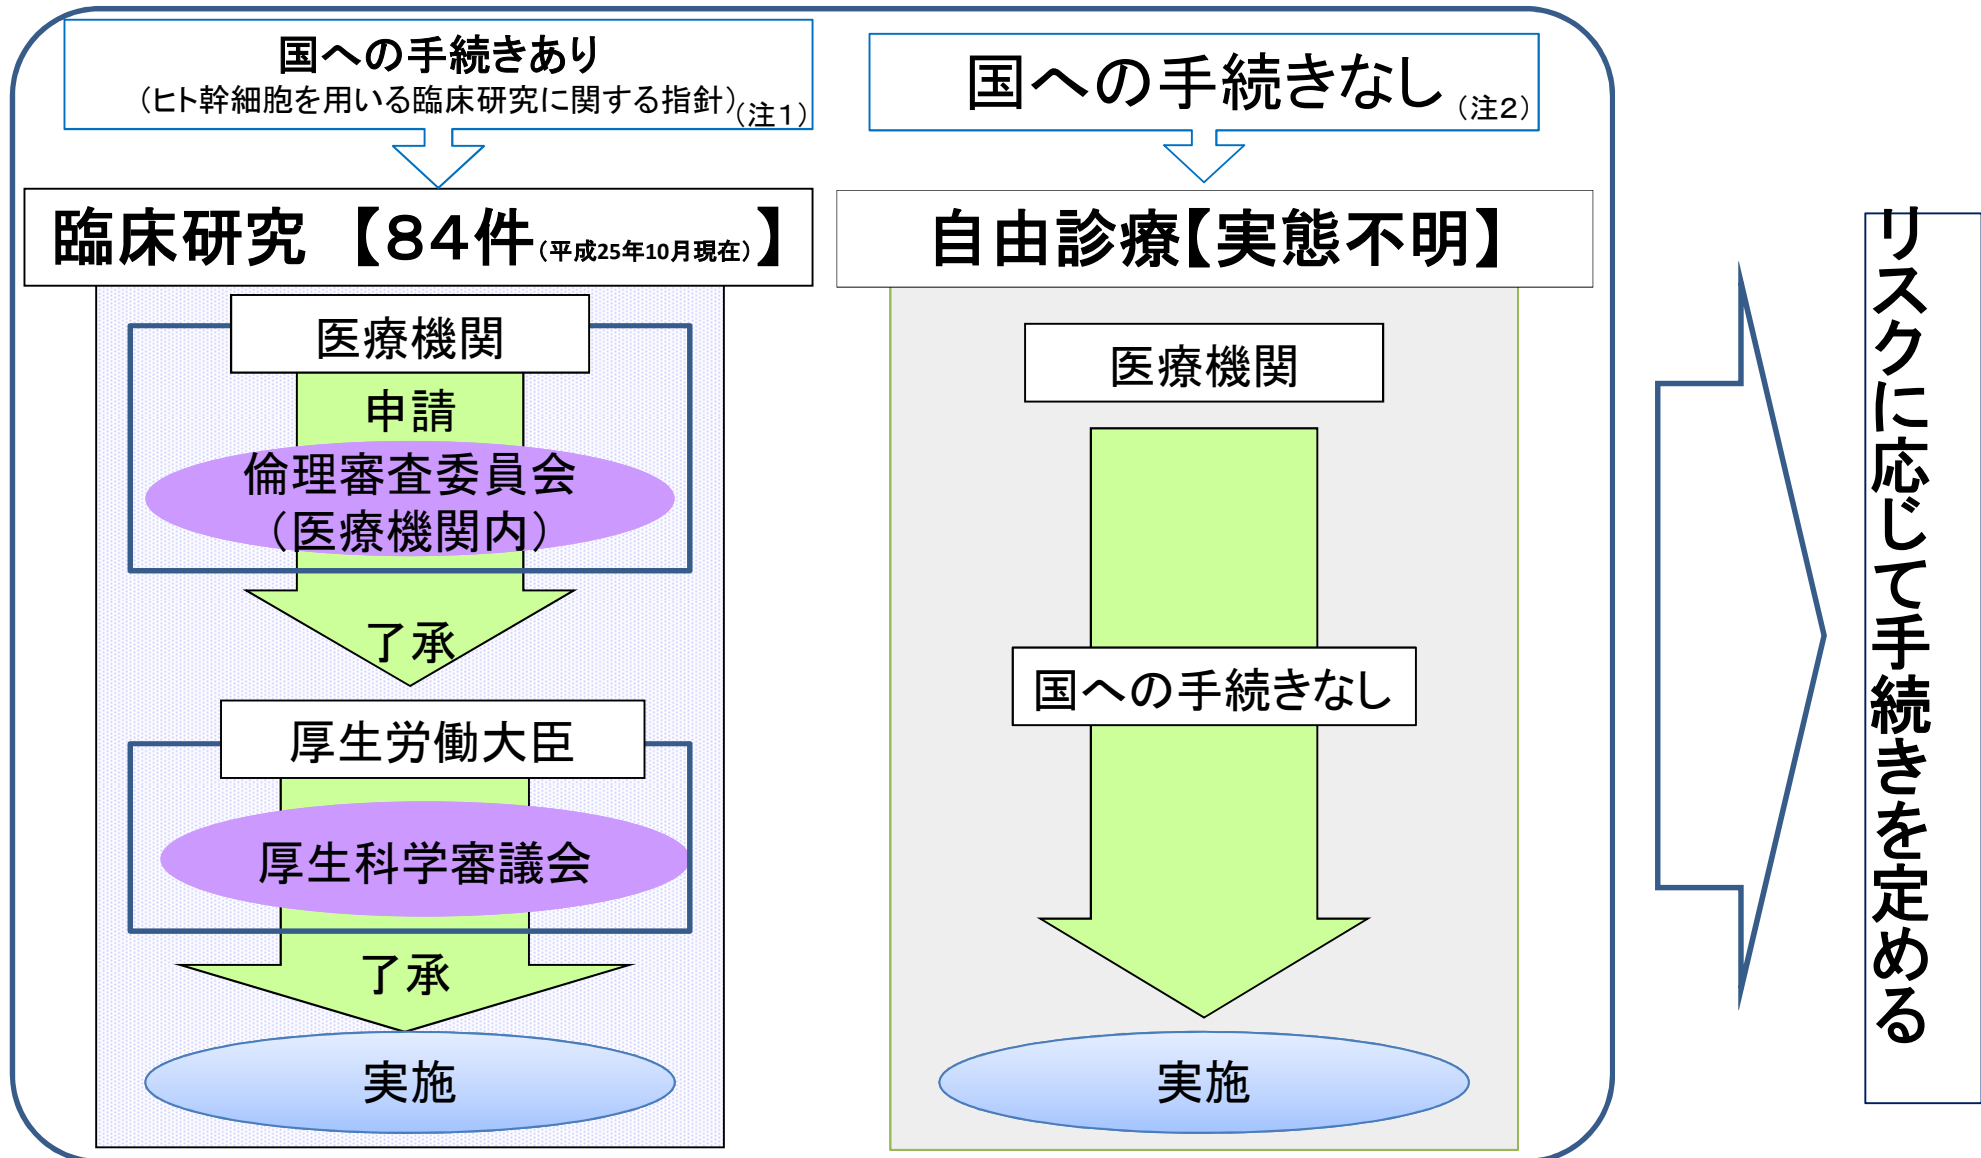 国への手続きあり
（ヒト幹細胞を用いる臨床研究に関する指針）（注１）
臨床研究 【８４件（平成25年10月現在）】
医療機関
申請
倫理審査委員会
（医療機関内）
了承
厚生労働大臣
厚生科学審議会
了承
実施
国への手続きなし（注２）
自由診療【実態不明】
医療機関
国への手続きなし
実施
リスクに応じて手続きを定める